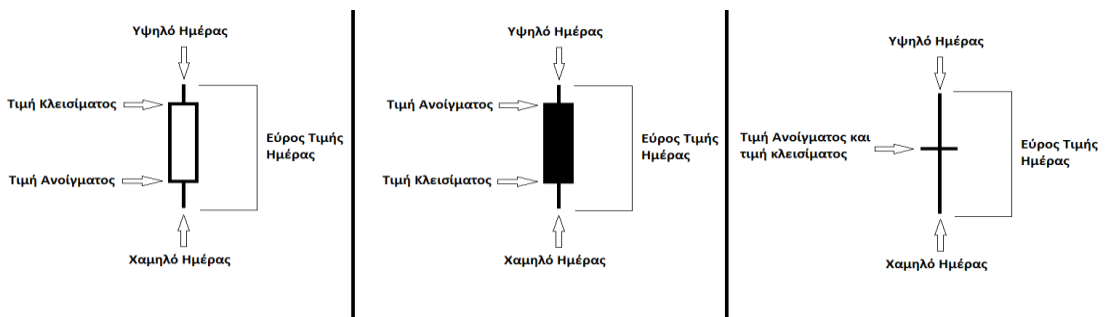 Υψηλό Ημέρας
Τιμή Κλεισίματος
Εύρος Τιμής
Ημέρας
Τιμή Ανοίγματος
Χαμηλό Ημέρας
Υψηλό Ημέρας
Τιμή Ανοίγματος
Εύρος Τιμής
Ημέρας
Τιμή Κλεισίματος
Χαμηλό Ημέρας
Υψηλό Ημέρας
Τιμή Ανοίγματος και
τιμή κλεισίματος
Εύρος Τιμής
Ημέρας
Χαμηλό Ημέρας